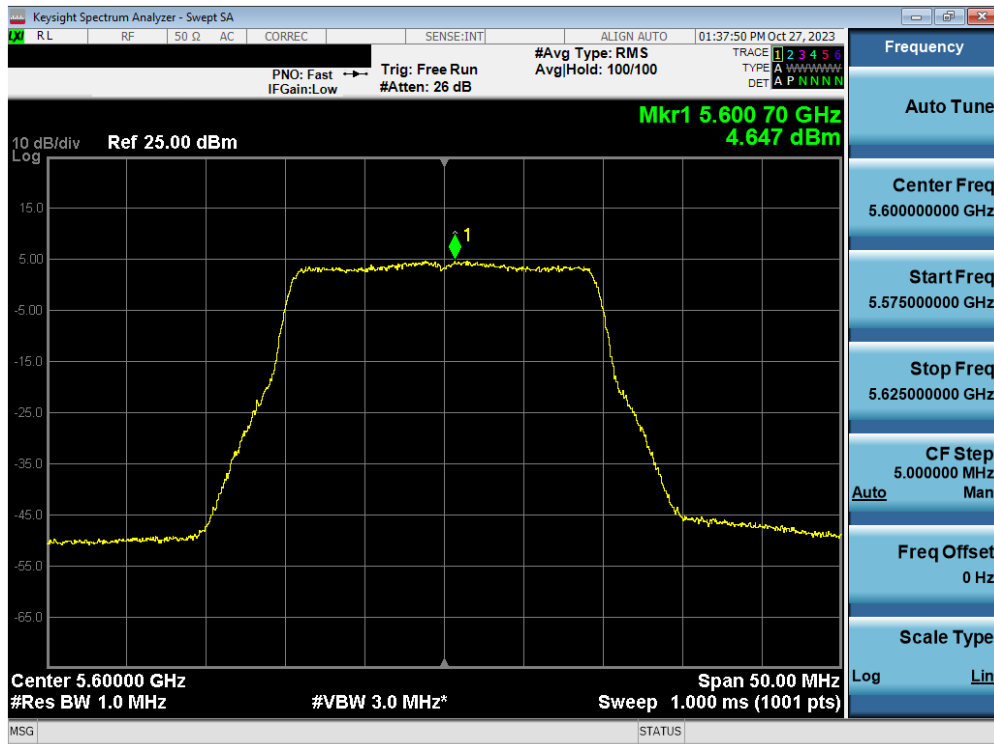 Keysight Spectrum Analyzer - Swept SA
LXI RL RF 50 Ω AC CORREC SENSE:INT ALIGN AUTO 01:37:50 PM Oct 27, 2023
PNO: Fast
IFGain:Low
Trig: Free Run
#Atten: 26 dB
#Avg Type: RMS
Avg|Hold: 100/100
TRACE 1 2 3 4 5 6
TYPE A WWWWW
DET A P N N N N
Mkr1 5.600 70 GHz
4.647 dBm
10 dB/div Ref 25.00 dBm
Log
15.0
5.00
-5.00
-15.0
-25.0
-35.0
-45.0
-55.0
-65.0
1
Center 5.60000 GHz Span 50.00 MHz
#Res BW 1.0 MHz #VBW 3.0 MHz* Sweep 1.000 ms (1001 pts)
MSG STATUS
Frequency
Auto Tune
Center Freq
5.600000000 GHz
Start Freq
5.575000000 GHz
Stop Freq
5.625000000 GHz
CF Step
5.000000 MHz
Auto Man
Freq Offset
0 Hz
Scale Type
Log Lin